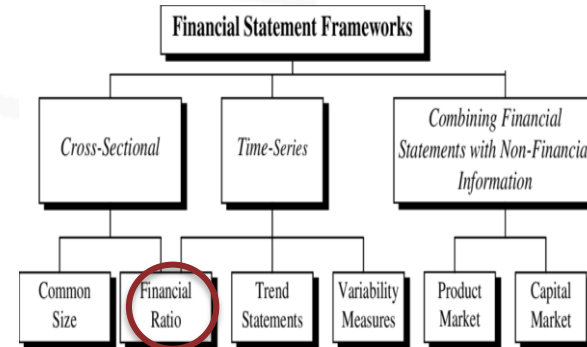 Financial Statement Frameworks
Cross-Sectional
Time-Series
Combining Financial
Statements with Non-Financial
Information
Common
Size
Financial
Ratio
Trend
Statements
Variability
Measures
Product
Market
Capital
Market